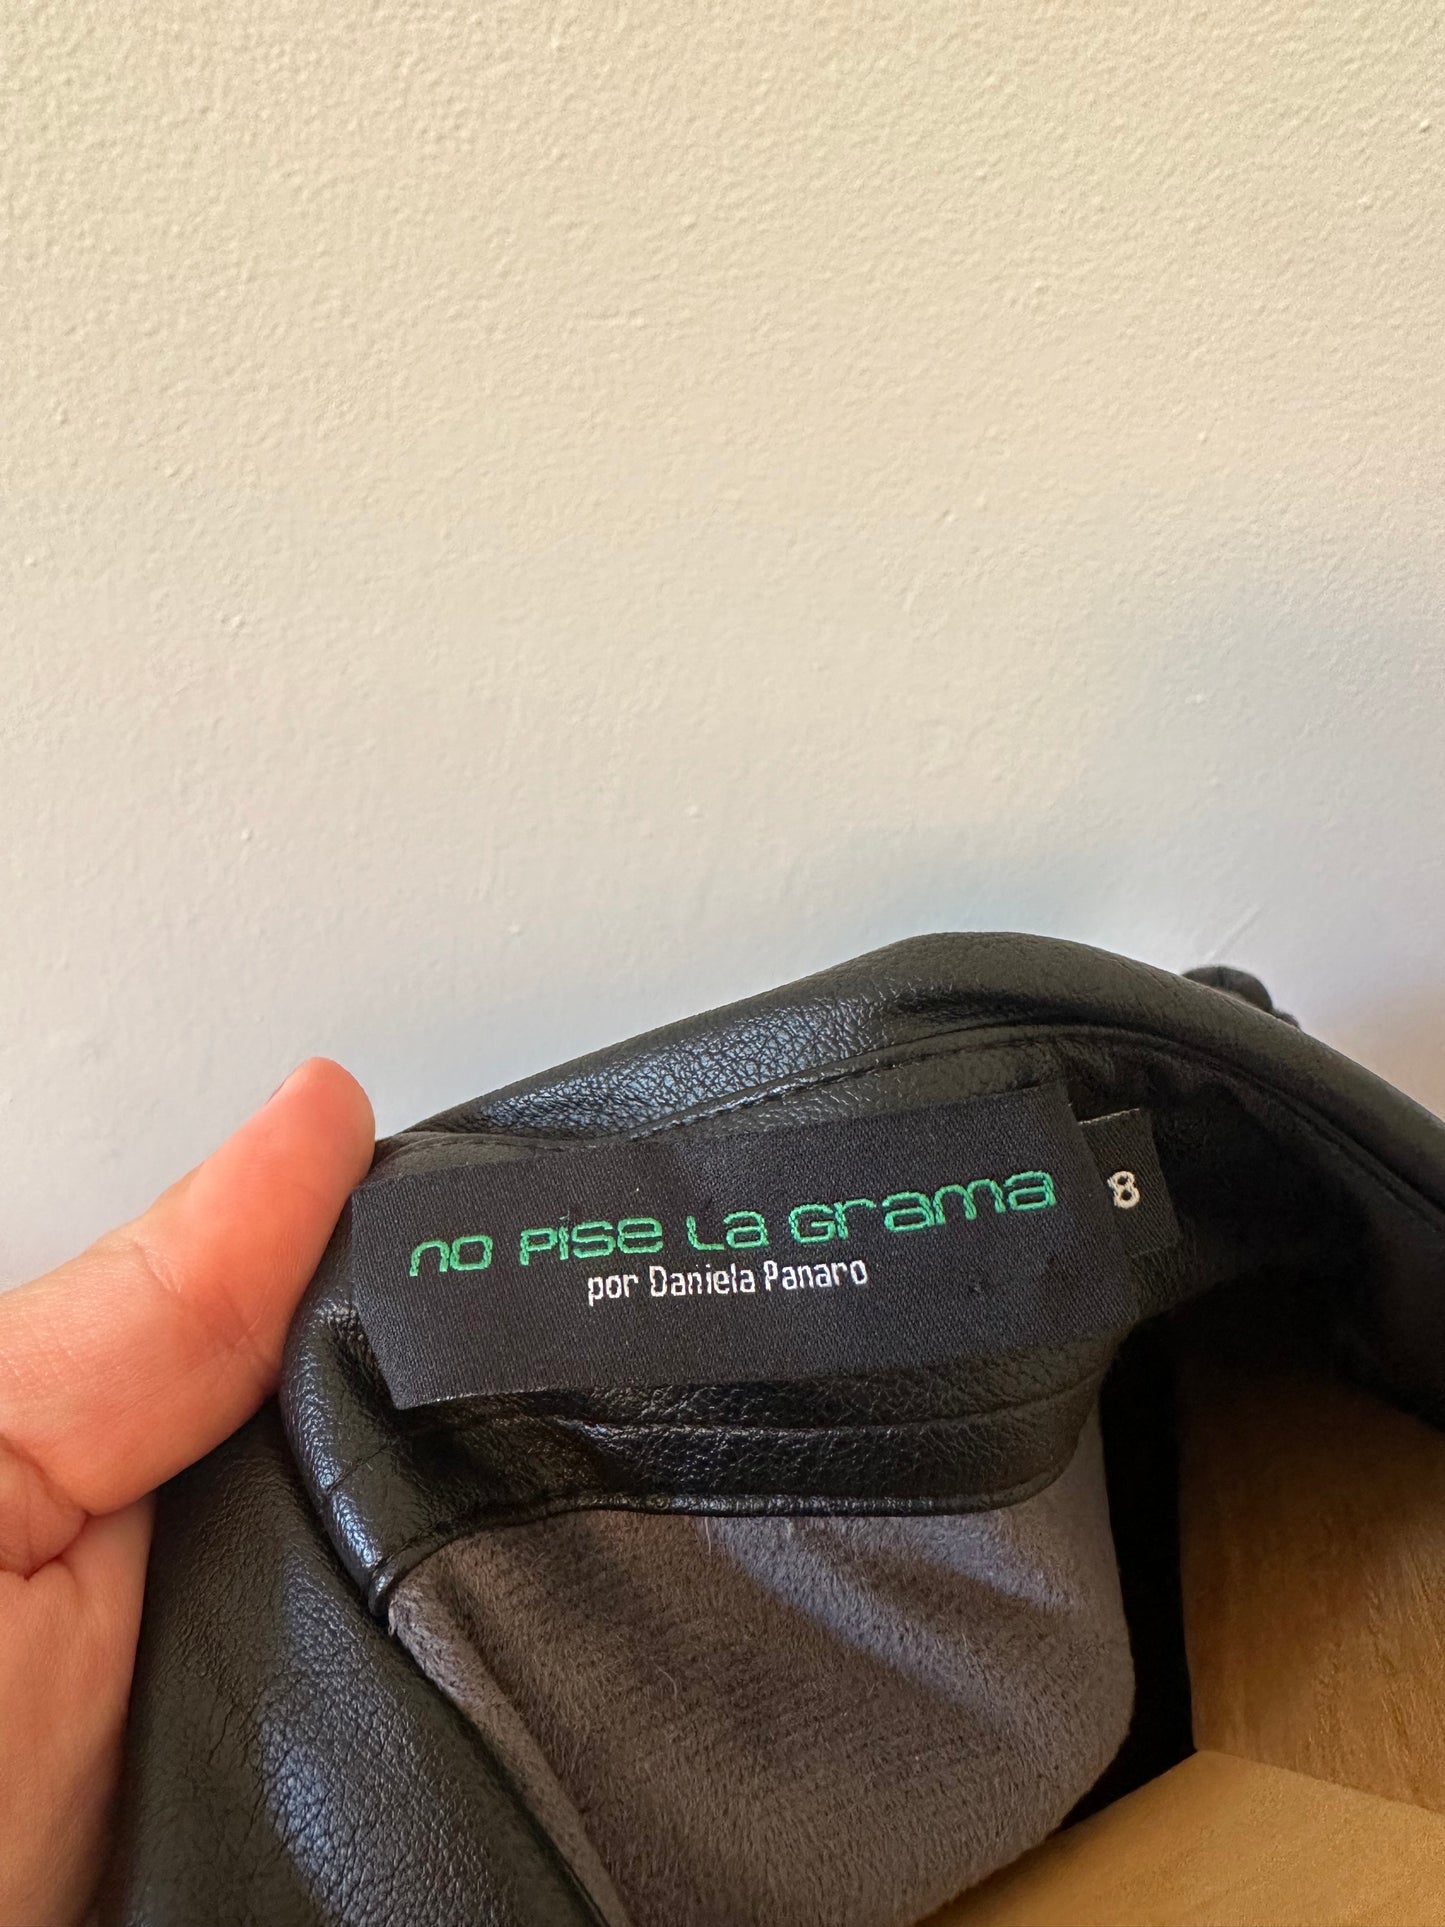 no pise la grama
por Daniela Panaro
8